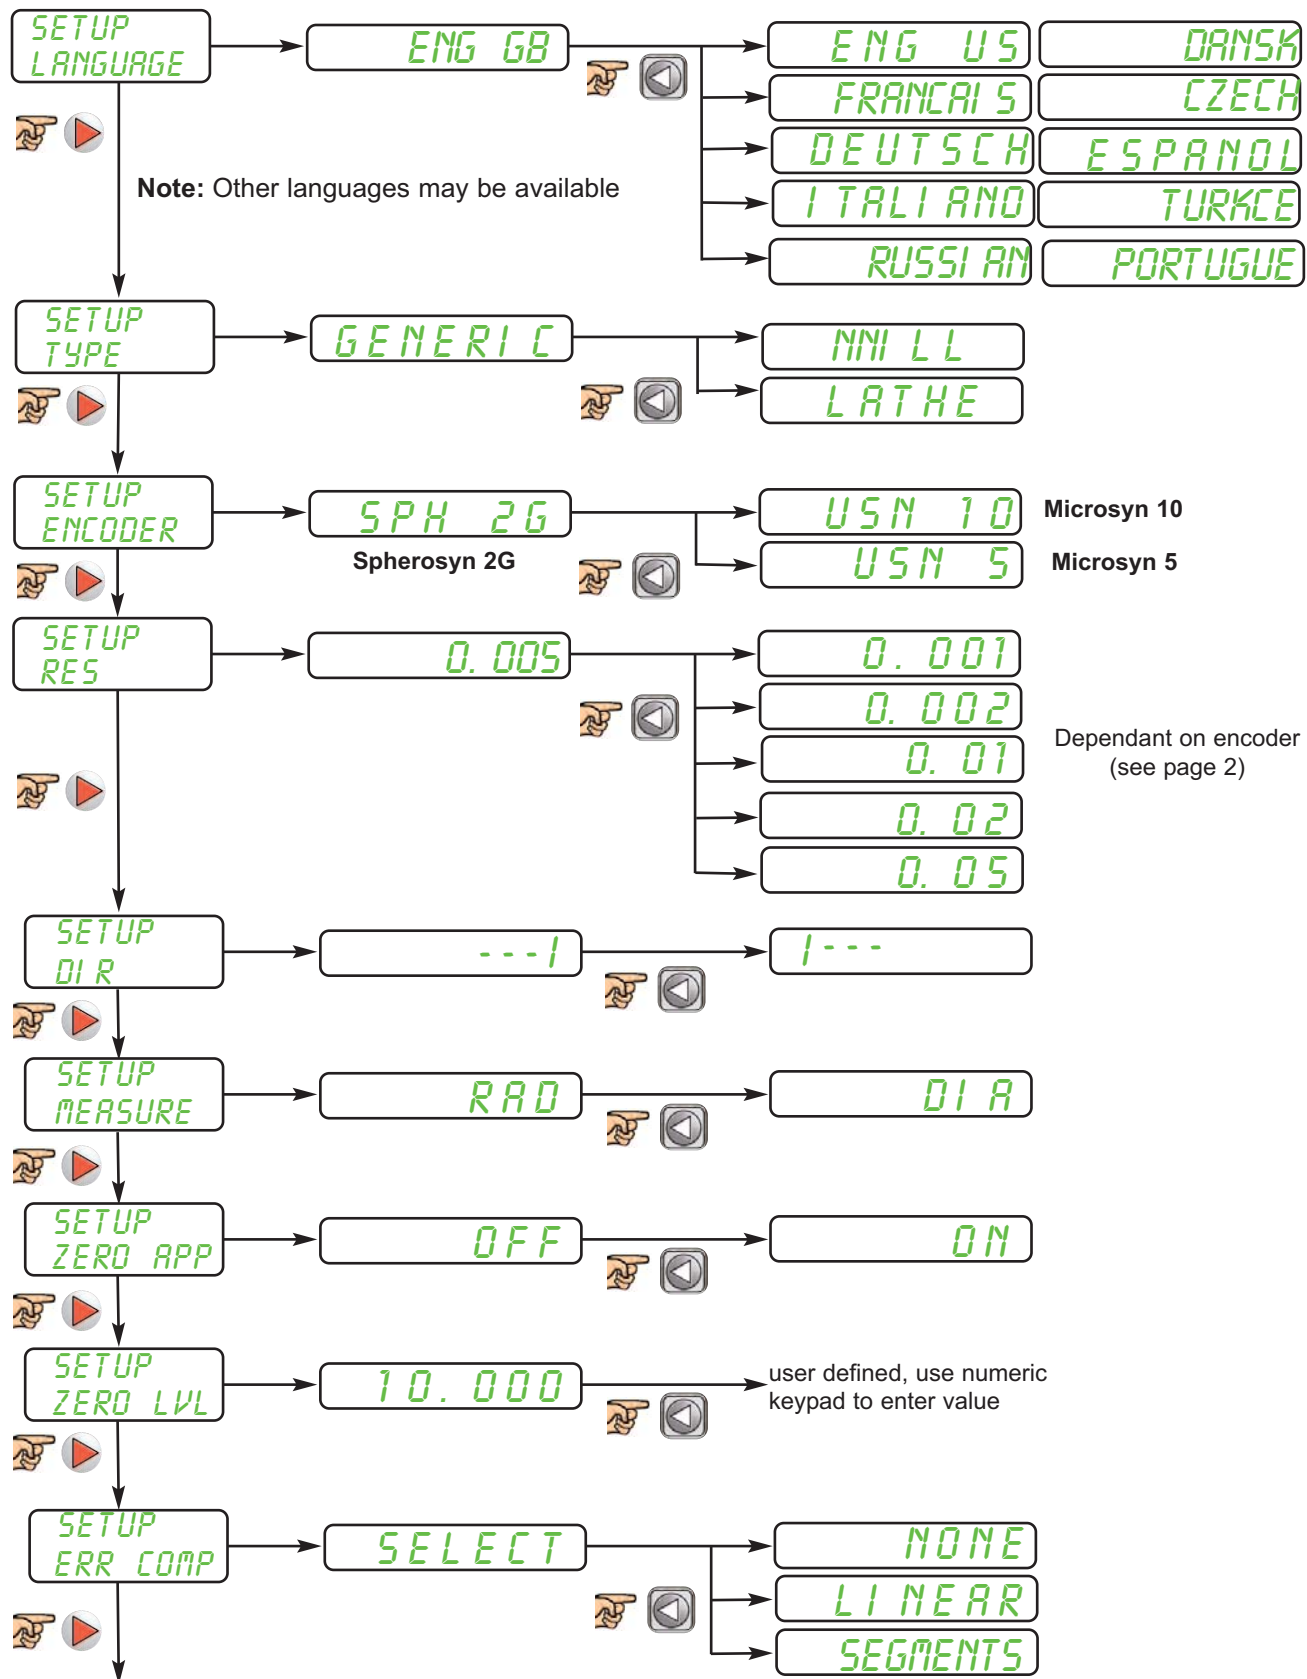 SETUP
LANGUAGE
ENG GB
ENG US
DANSK
FRANCAIS
CZECH
DEUTSCH
ESPANOL
Note: Other languages may be available
ITALIANO
TURKCE
RUSSIAN
PORTUGUE
SETUP
TYPE
GENERIC
MILL
LATHE
SETUP
ENCODER
SPH 2G
Spherosyn 2G
USM 10
Microsyn 10
USM 5
Microsyn 5
SETUP
RES
0.005
0.001
0.002
0.01
0.02
0.05
Dependant on encoder
(see page 2)
SETUP
DIR
---|
|---
SETUP
MEASURE
RAD
DIA
SETUP
ZERO APP
OFF
ON
SETUP
ZERO LVL
10.000
user defined, use numeric
keypad to enter value
SETUP
ERR COMP
SELECT
NONE
LINEAR
SEGMENTS